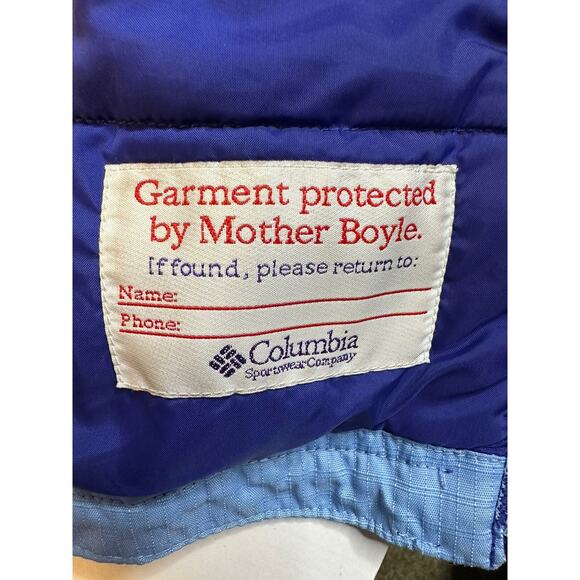 Garment protected
by Mother Boyle.
If found, please return to:
Name:
Phone:
Columbia
Sportswear Company